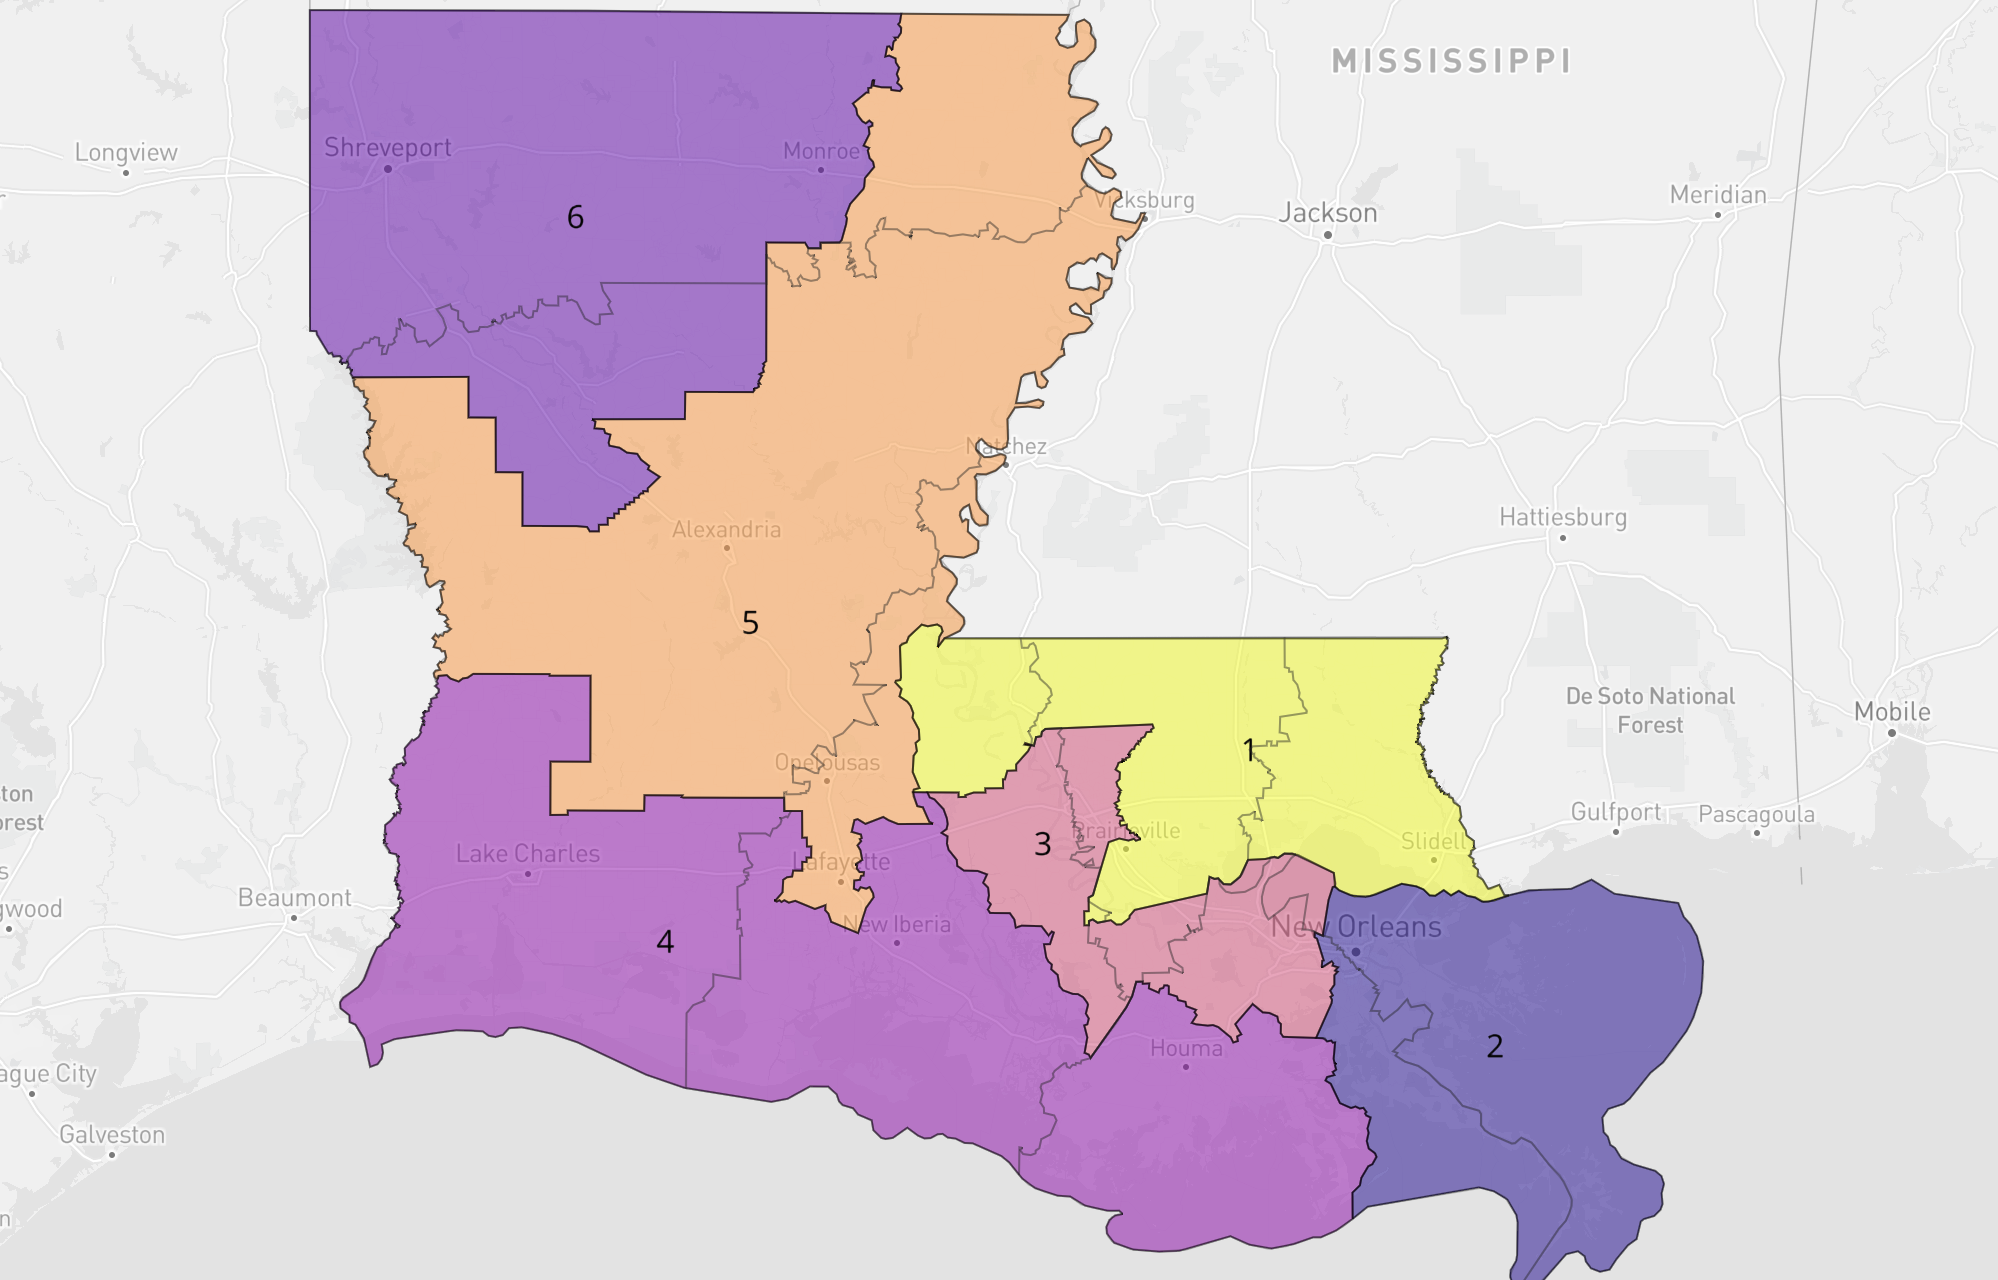 MISSISSIPPI
Longview
Shreveport
Monroe
Vicksburg
Meridian
Jackson
6
Natchez
Alexandria
Hattiesburg
5
De Soto National
Forest
Mobile
1
Opelousas
ston
orest
Gulfport
Pascagoula
3
Prairieville
Slidell
Lake Charles
Lafayette
Beaumont
gwood
New Iberia
New Orleans
4
2
Houma
ague City
Galveston